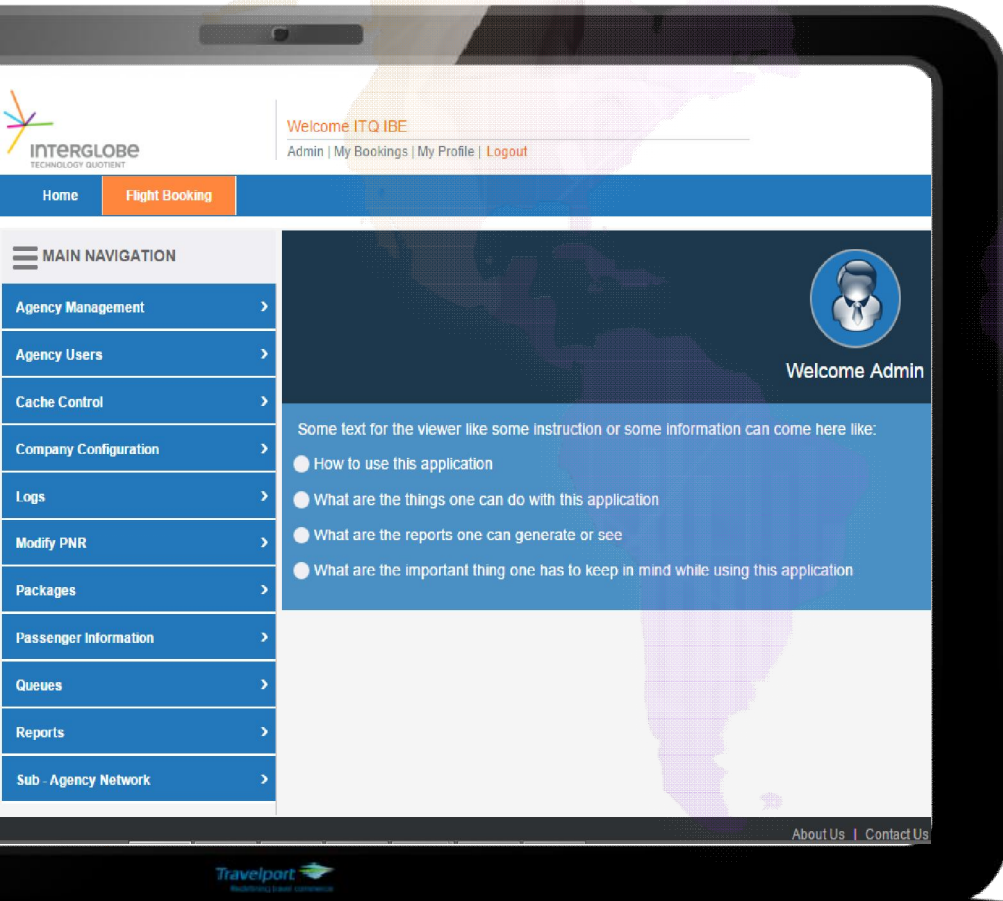 INTERGLOBE
TECHNOLOGY QUOTIENT
Welcome ITQ IBE
Admin | My Bookings | My Profile | Logout
Home
Flight Booking
MAIN NAVIGATION
Agency Management
Agency Users
Cache Control
Company Configuration
Logs
Modify PNR
Packages
Passenger Information
Queues
Reports
Sub - Agency Network
Welcome Admin
Some text for the viewer like some instruction or some information can come here like:
How to use this application
What are the things one can do with this application
What are the reports one can generate or see
What are the important thing one has to keep in mind while using this application
About Us | Contact Us
Travelport
Redefining travel commerce